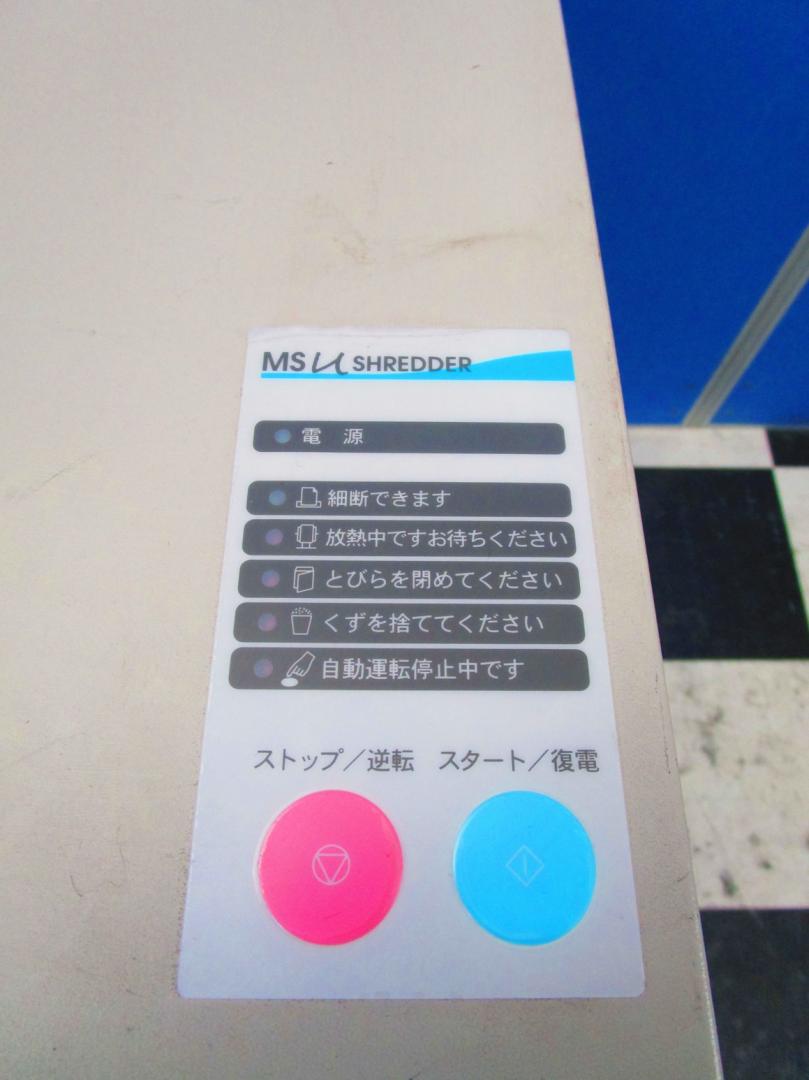 MS u SHREDDER
電 源
細断できます
放熱中ですお待ちください
とびらを閉めてください
くずを捨ててください
自動運転停止中です
ストップ／逆転 スタート／復電